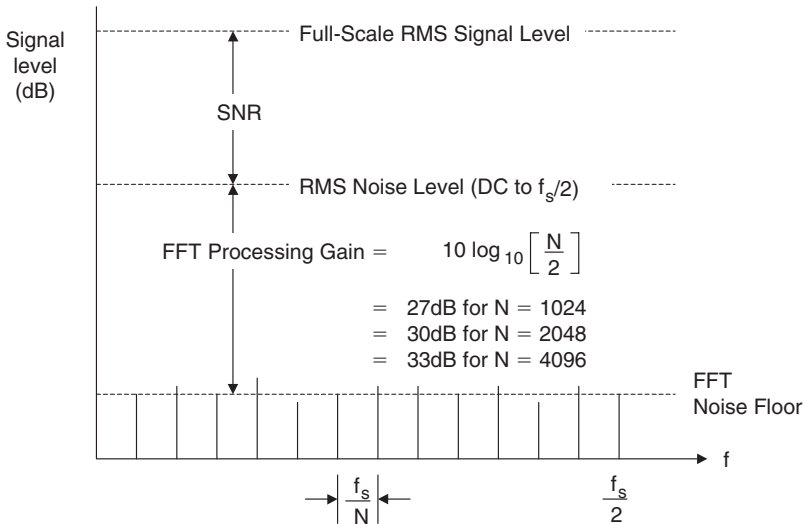 Signal
level
(dB)
Full-Scale RMS Signal Level
SNR
RMS Noise Level (DC to fs/2)
FFT Processing Gain = 10 log10 [N/2]
= 27dB for N = 1024
= 30dB for N = 2048
= 33dB for N = 4096
FFT
Noise Floor
f
fs/N
fs/2